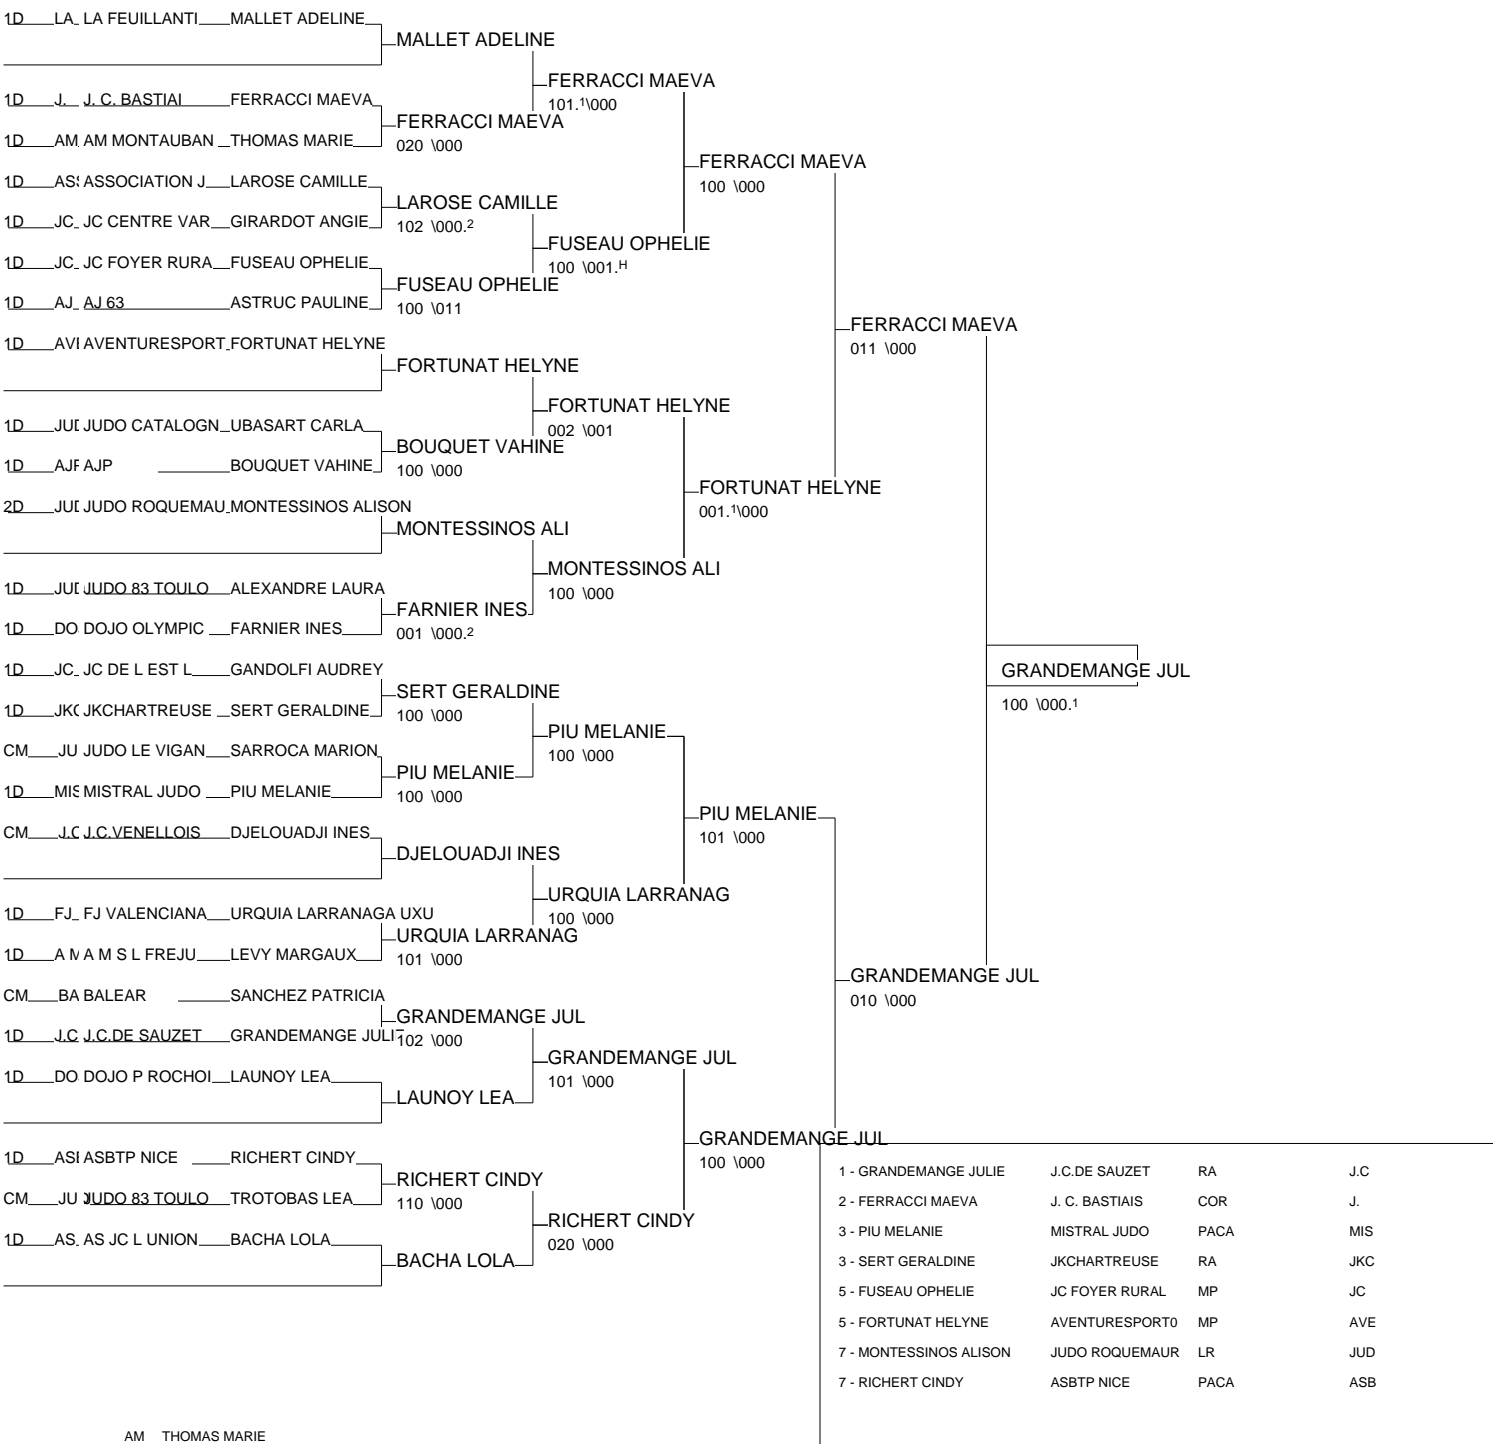 1D LA LA FEUILLANTI MALLET ADELINE
MALLET ADELINE
FERRACCI MAEVA
101.1\000
1D J. J. C. BASTIAI FERRACCI MAEVA
FERRACCI MAEVA
020 \000
1D AM AM MONTAUBAN THOMAS MARIE
FERRACCI MAEVA
100 \000
1D ASS ASSOCIATION J LAROSE CAMILLE
LAROSE CAMILLE
102 \000.2
1D JC JC CENTRE VAR GIRARDOT ANGIE
FUSEAU OPHELIE
100 \001.H
1D JC JC FOYER RURA FUSEAU OPHELIE
FUSEAU OPHELIE
100 \011
1D AJ AJ 63 ASTRUC PAULINE
FERRACCI MAEVA
011 \000
1D AVE AVENTURESPORT FORTUNAT HELYNE
FORTUNAT HELYNE
FORTUNAT HELYNE
002 \001
1D JUD JUDO CATALOGN UBASART CARLA
BOUQUET VAHINE
100 \000
1D AJP AJP BOUQUET VAHINE
FORTUNAT HELYNE
001.1\000
2D JUD JUDO ROQUEMAU MONTESSINOS ALISON
MONTESSINOS ALI
MONTESSINOS ALI
100 \000
1D JUD JUDO 83 TOULO ALEXANDRE LAURA
FARNIER INES
001 \000.2
1D DO DOJO OLYMPIC FARNIER INES
GRANDEMANGE JUL
100 \000.1
1D JC JC DE L EST L GANDOLFI AUDREY
SERT GERALDINE
100 \000
1D JKC JKCHARTREUSE SERT GERALDINE
PIU MELANIE
100 \000
CM JU JUDO LE VIGAN SARROCA MARION
PIU MELANIE
100 \000
1D MIS MISTRAL JUDO PIU MELANIE
PIU MELANIE
101 \000
CM J.C J.C.VENELLOIS DJELOUADJI INES
DJELOUADJI INES
URQUIA LARRANAG
100 \000
1D FJ FJ VALENCIANA URQUIA LARRANAGA UXU
URQUIA LARRANAG
101 \000
1D A M A M S L FREJU LEVY MARGAUX
GRANDEMANGE JUL
010 \000
CM BA BALEAR SANCHEZ PATRICIA
GRANDEMANGE JUL
102 \000
1D J.C J.C.DE SAUZET GRANDEMANGE JULIE
GRANDEMANGE JUL
101 \000
1D DO DOJO P ROCHOI LAUNOY LEA
LAUNOY LEA
GRANDEMANGE JUL
100 \000
1D ASB ASBTP NICE RICHERT CINDY
RICHERT CINDY
110 \000
CM JU JUDO 83 TOULO TROTOBAS LEA
RICHERT CINDY
020 \000
1D AS AS JC L UNION BACHA LOLA
BACHA LOLA
1 - GRANDEMANGE JULIE J.C.DE SAUZET RA J.C
2 - FERRACCI MAEVA J. C. BASTIAIS COR J.
3 - PIU MELANIE MISTRAL JUDO PACA MIS
3 - SERT GERALDINE JKCHARTREUSE RA JKC
5 - FUSEAU OPHELIE JC FOYER RURAL MP JC
5 - FORTUNAT HELYNE AVENTURESPORT0 MP AVE
7 - MONTESSINOS ALISON JUDO ROQUEMAUR LR JUD
7 - RICHERT CINDY ASBTP NICE PACA ASB
AM THOMAS MARIE